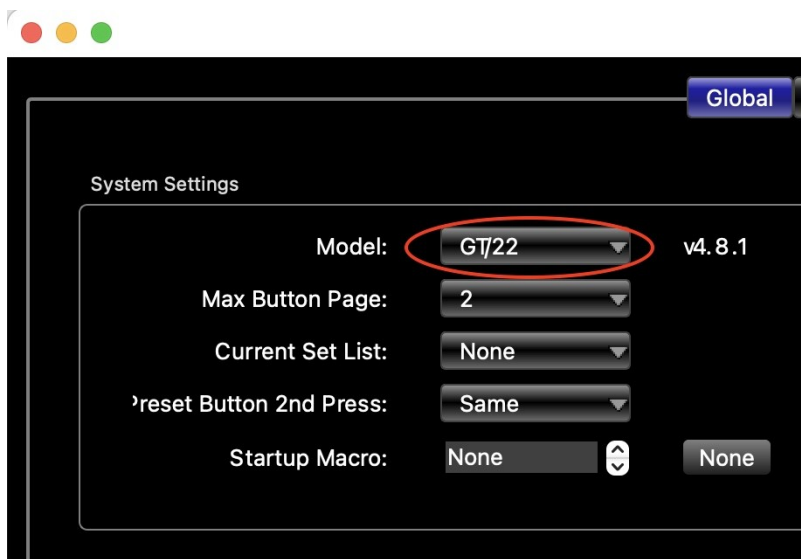 Global
System Settings
Model: GT/22 v4.8.1
Max Button Page: 2
Current Set List: None
Preset Button 2nd Press: Same
Startup Macro: None None